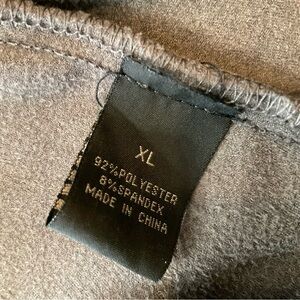 XL
92%POLYESTER
8%SPANDEX
MADE IN CHINA